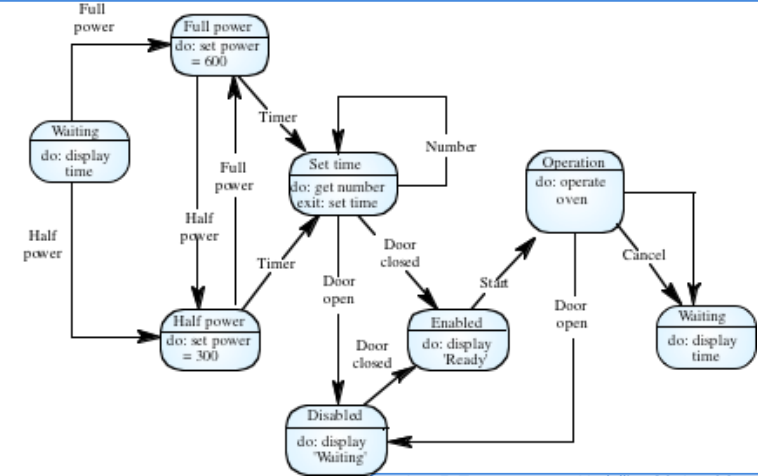 Full
power
Full power
do: set power
= 600
Timer
Waiting
do: display
time
Full
power
Half
power
Half
power
Timer
Half power
do: set power
= 300
Set time
do: get number
exit: set time
Number
Door
open
Door
closed
Door
closed
Enabled
do: display
'Ready'
Start
Operation
do: operate
oven
Cancel
Door
open
Waiting
do: display
time
Disabled
do: display
'Waiting'